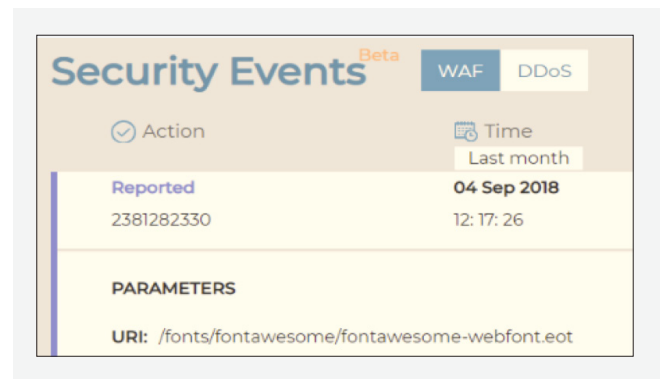 Security Events Beta WAF DDoS
Action Time
Last month
Reported 04 Sep 2018
2381282330 12: 17: 26
PARAMETERS
URI: /fonts/fontawesome/fontawesome-webfont.eot